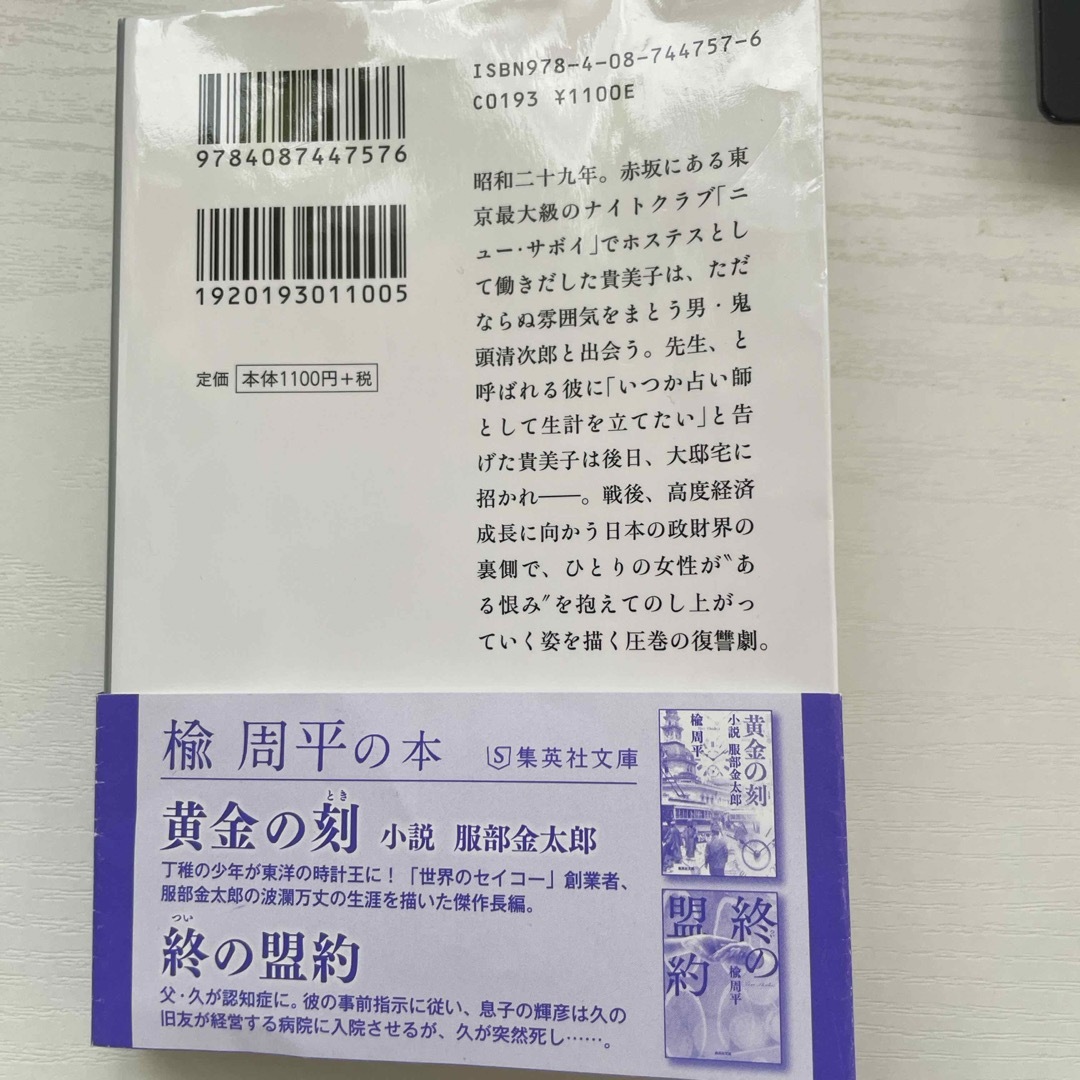 ISBN978-4-08-744757-6
C0193 ¥1100E
9784087447576
1920193011005
定価 本体1100円+税
昭和二十九年。赤坂にある東
京最大級のナイトクラブ「ニ
ュー・サボイ」でホステスとし
て働きだした貴美子は、ただ
ならぬ雰囲気をまとう男・鬼
頭清次郎と出会う。先生、と
呼ばれる彼に「いつか占い師
として生計を立てたい」と告
げた貴美子は後日、大邸宅に
招かれ――。戦後、高度経済
成長に向かう日本の政財界の
裏側で、ひとりの女性が〝あ
る恨み〟を抱えてのし上がっ
ていく姿を描く圧巻の復讐劇。
楡 周平の本
S集英社文庫
とき
黄金の刻 小説 服部金太郎
丁稚の少年が東洋の時計王に!「世界のセイコー」創業者、
服部金太郎の波瀾万丈の生涯を描いた傑作長編。
つい
終の盟約
父・久が認知症に。彼の事前指示に従い、息子の輝彦は久の
旧友が経営する病院に入院させるが、久が突然死し……。
黄金の刻
小説 服部金太郎
楡 周平
終の
盟約
楡 周平